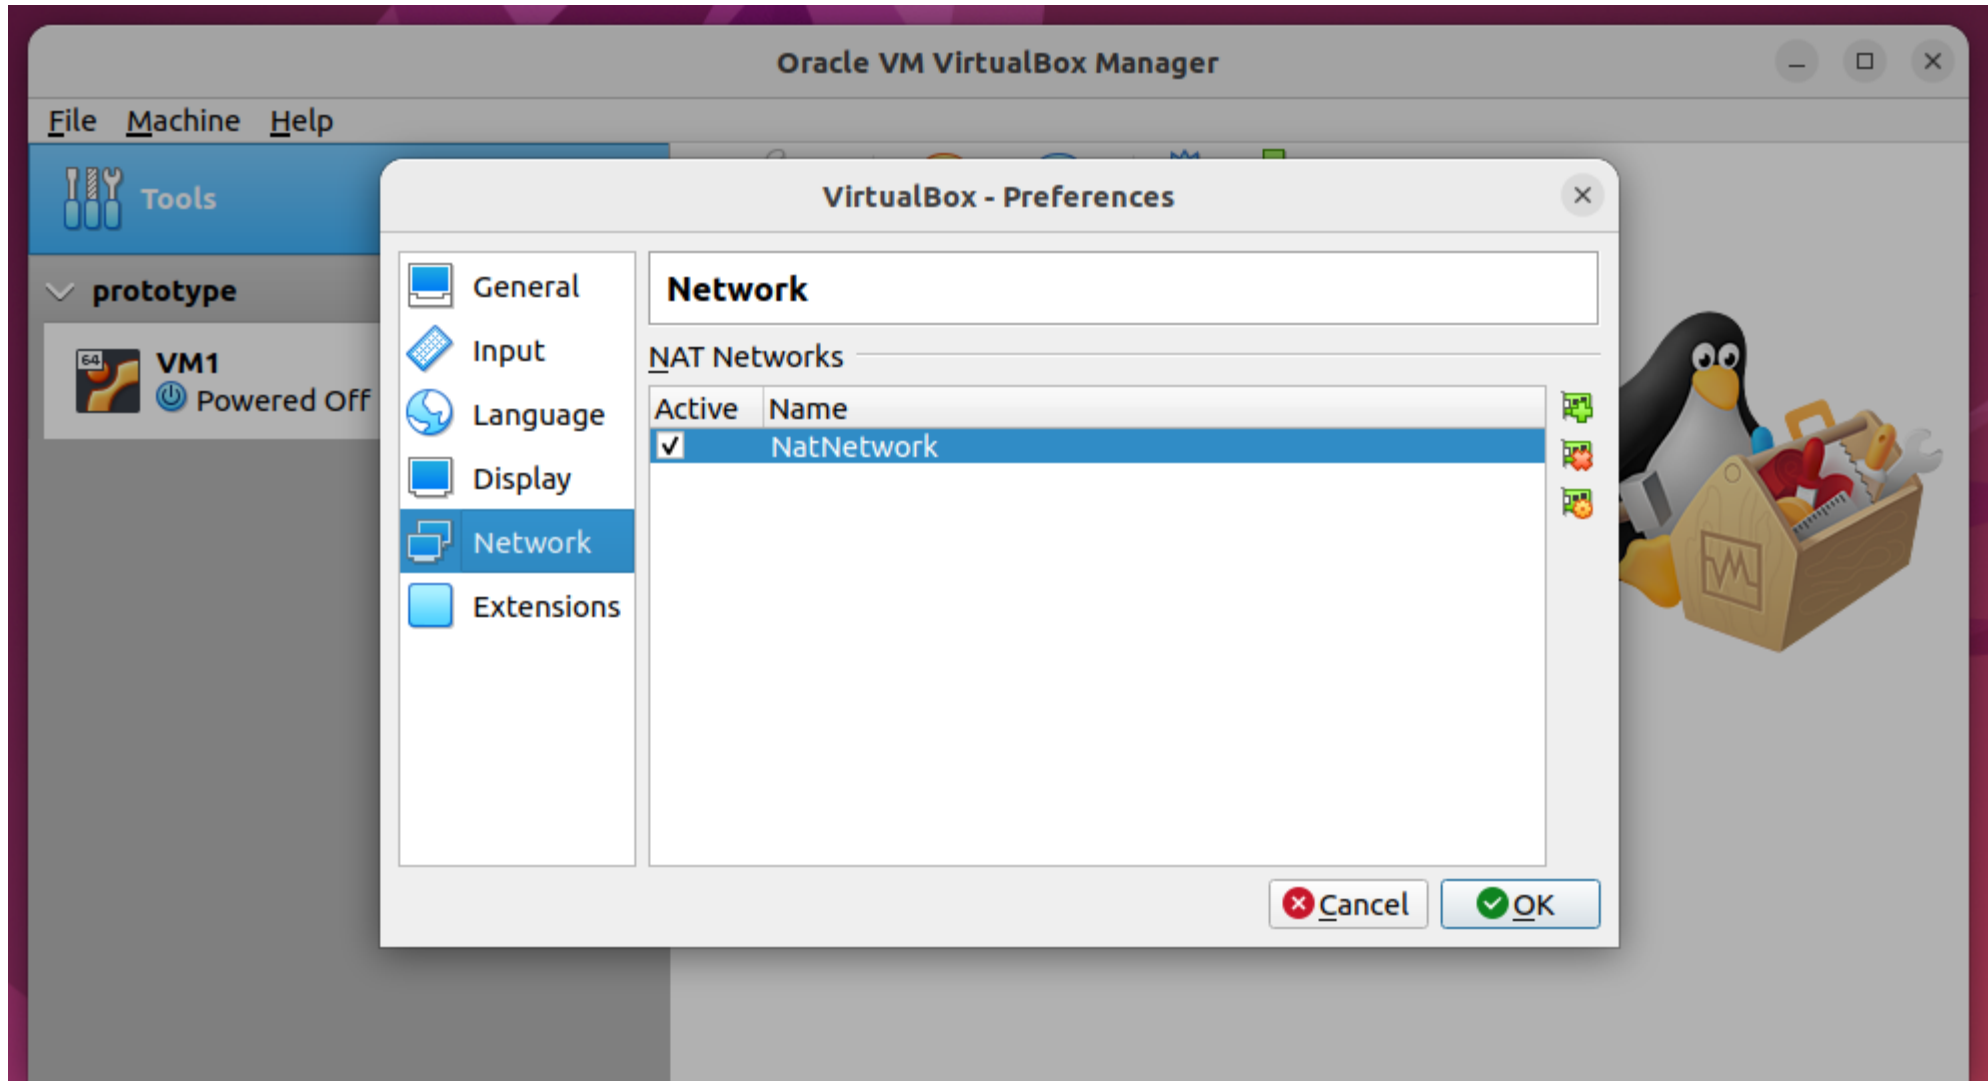 Oracle VM VirtualBox Manager
File Machine Help
Tools
prototype
64
VM1
Powered Off
VirtualBox - Preferences
General
Input
Language
Display
Network
Extensions
Network
NAT Networks
Active Name
NatNetwork
Cancel OK